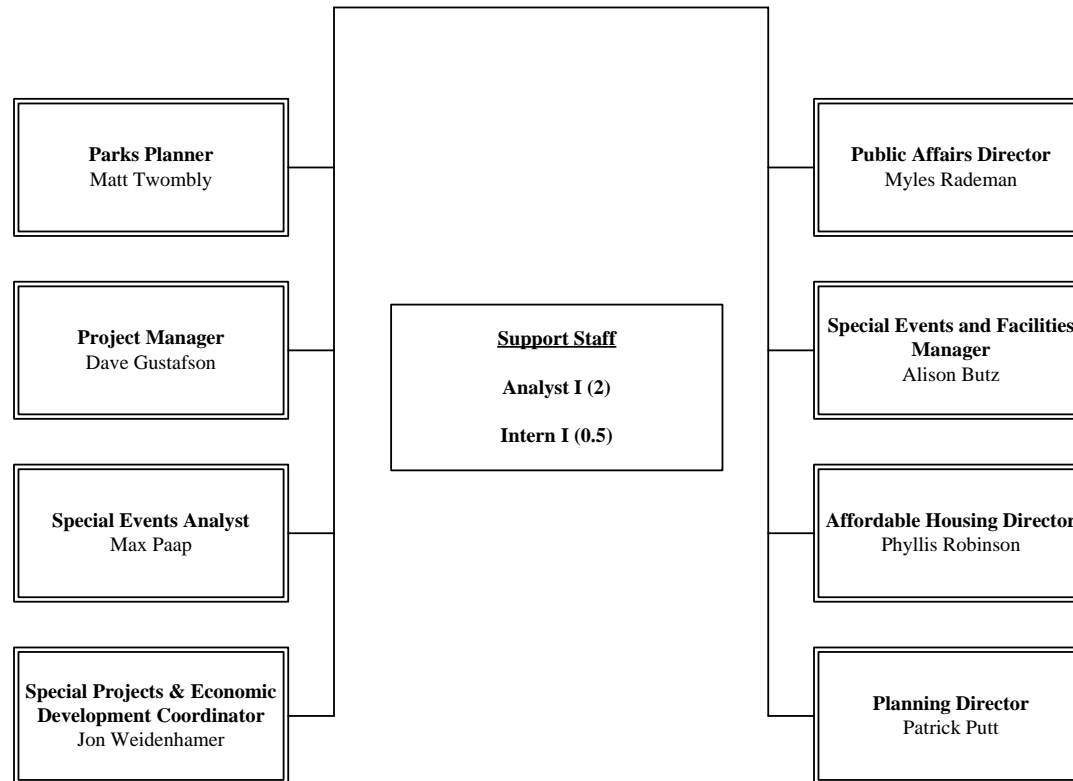 Parks Planner
Matt Twombly
Project Manager
Dave Gustafson
Special Events Analyst
Max Paap
Special Projects & Economic
Development Coordinator
Jon Weidenhamer
Support Staff
Analyst I (2)
Intern I (0.5)
Public Affairs Director
Myles Rademan
Special Events and Facilities
Manager
Alison Butz
Affordable Housing Director
Phyllis Robinson
Planning Director
Patrick Putt